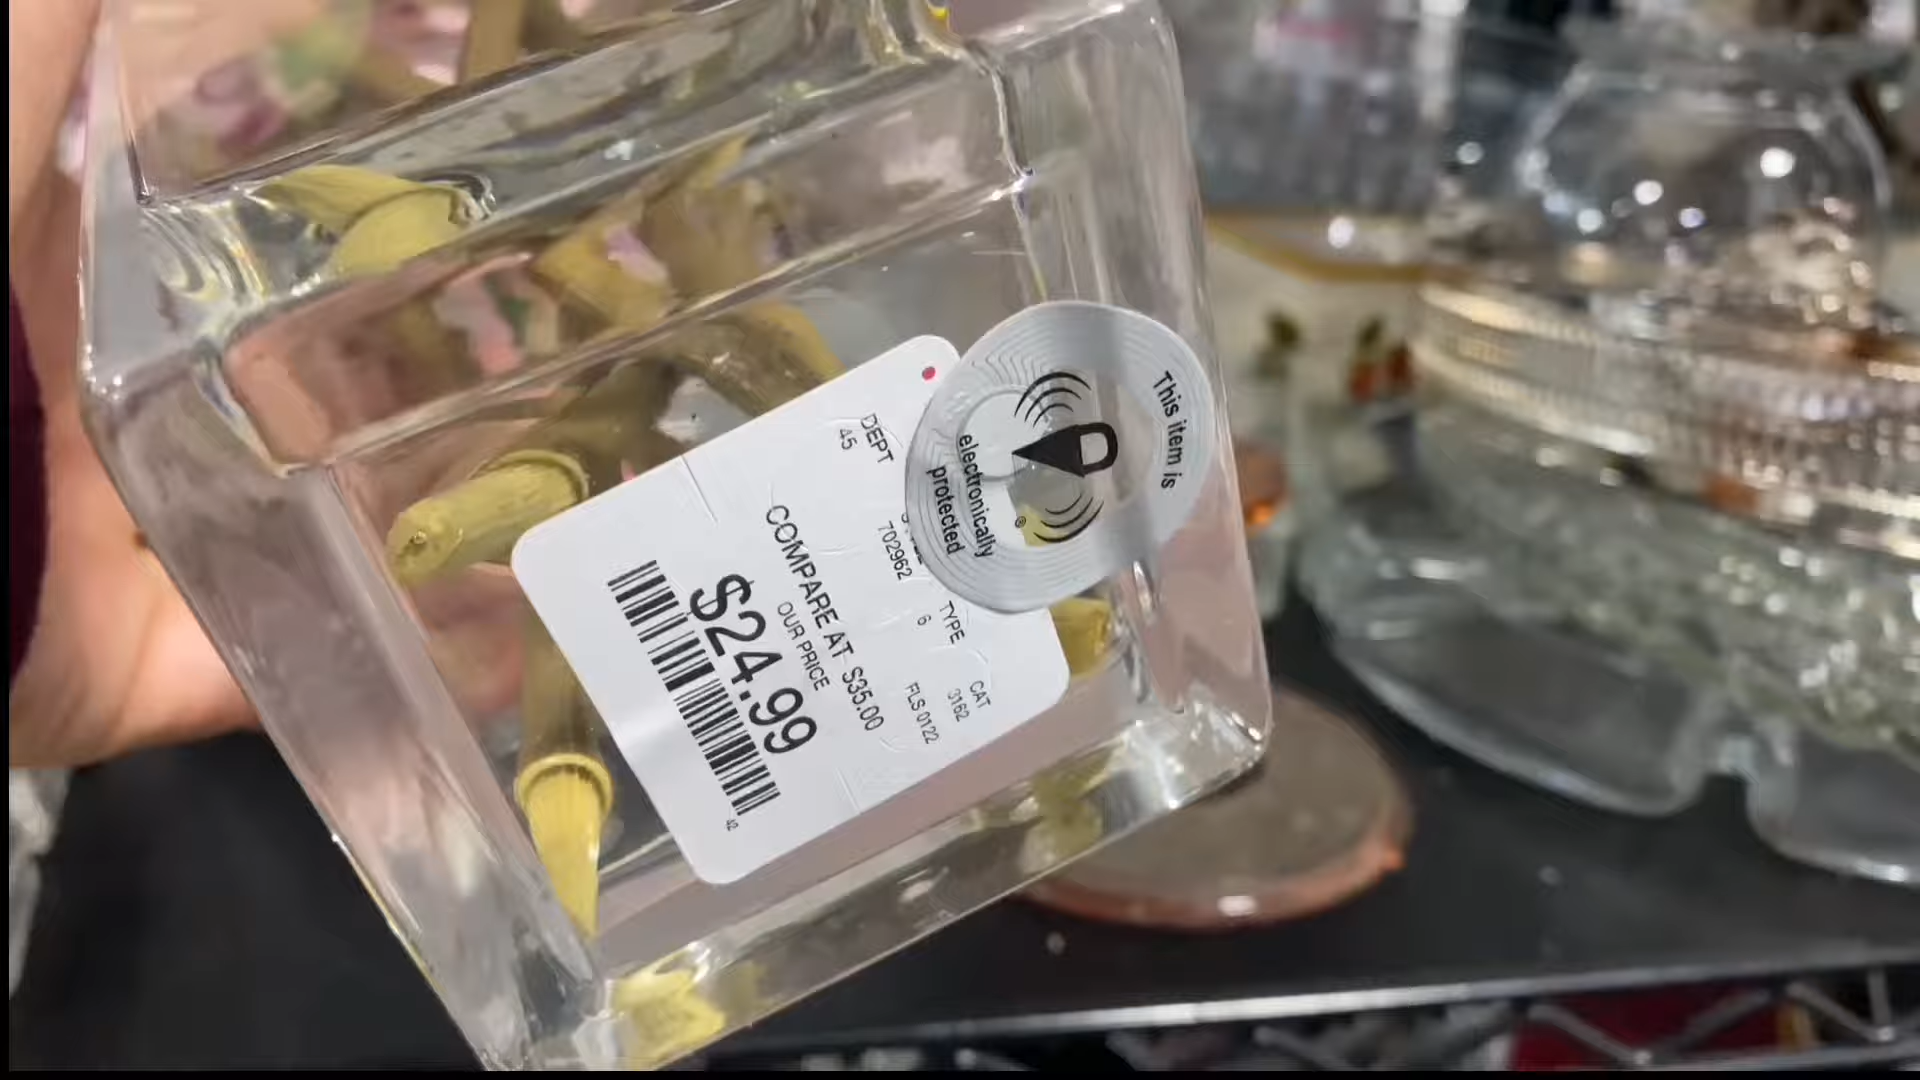 DEPT
45
702962
TYPE
6
CAT
3162
FLS 0122
COMPARE AT $35.00
OUR PRICE
$24.99
42
This item is
electronically
protected
®